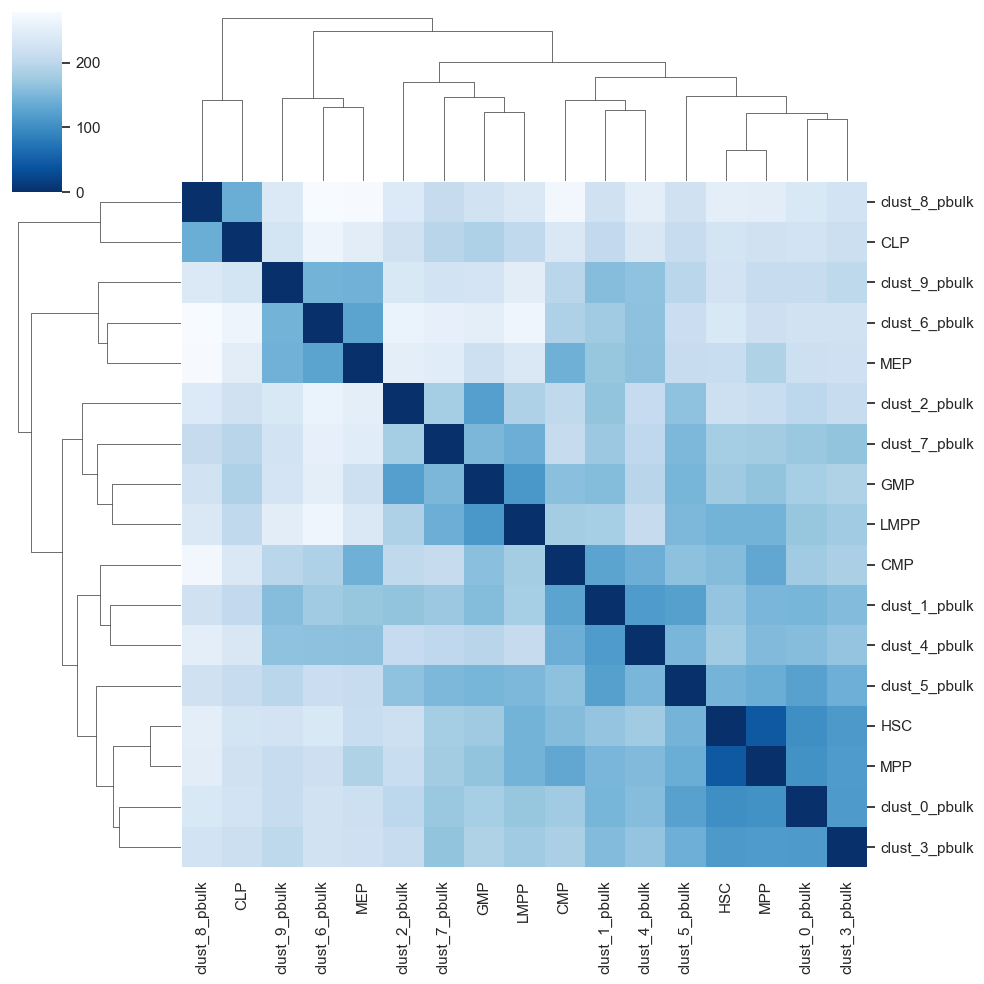 200
100
0
clust_8_pbulk
CLP
clust_9_pbulk
clust_6_pbulk
MEP
clust_2_pbulk
clust_7_pbulk
GMP
LMPP
CMP
clust_1_pbulk
clust_4_pbulk
clust_5_pbulk
HSC
MPP
clust_0_pbulk
clust_3_pbulk
clust_8_pbulk
CLP
clust_9_pbulk
clust_6_pbulk
MEP
clust_2_pbulk
clust_7_pbulk
GMP
LMPP
CMP
clust_1_pbulk
clust_4_pbulk
clust_5_pbulk
HSC
MPP
clust_0_pbulk
clust_3_pbulk